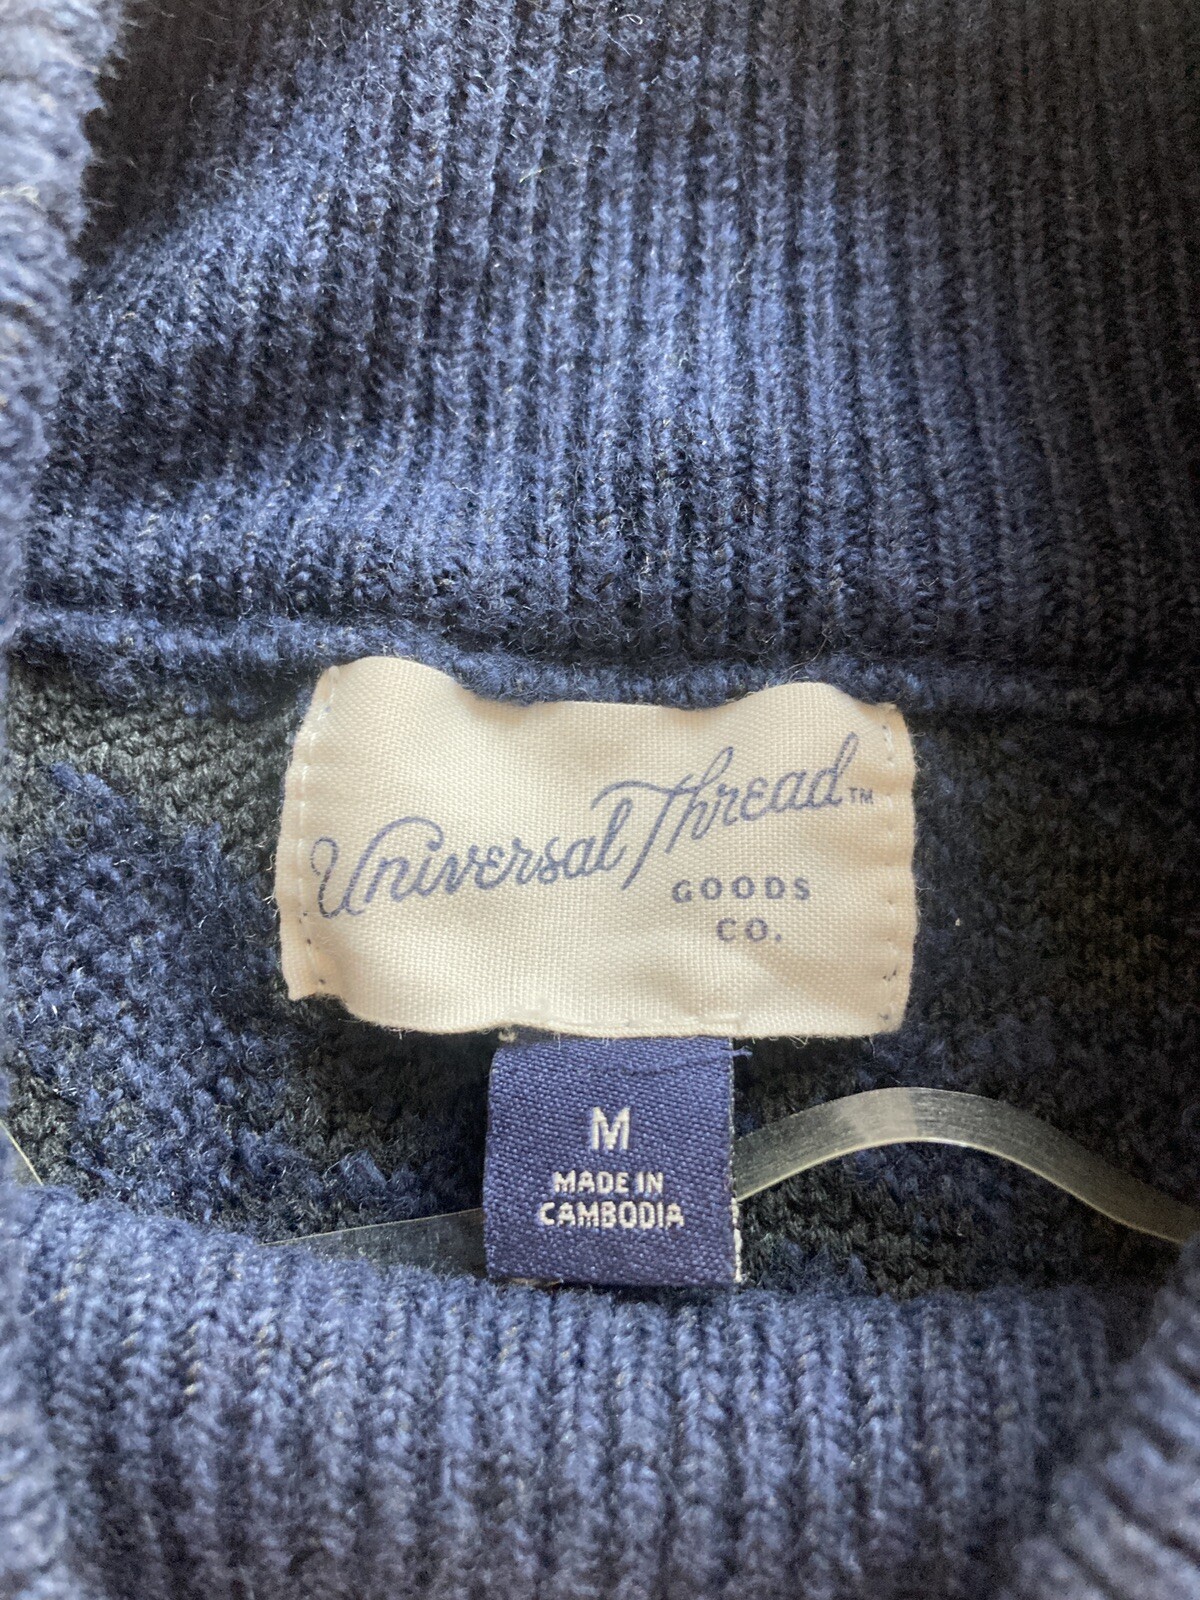 Universal Thread™
GOODS
CO.
M
MADE IN
CAMBODIA